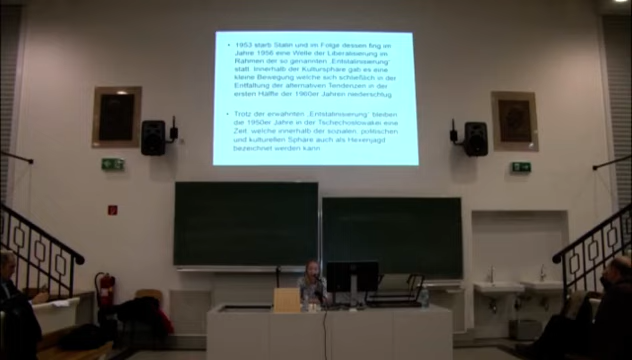 • 1953 starb Stalin und im Folge dessen fing im
Jahre 1956 eine Welle der Liberalisierung im
Rahmen der so genannten ‚Entstalinisierung'
statt. Innerhalb der Kultursphäre gab es eine
kleine Bewegung welche sich schließlich in der
Entfaltung der alternativen Tendenzen in der
ersten Hälfte der 1960er Jahren niederschlug.
• Trotz der erwähnten ‚Entstalinisierung' bleiben
die 1950er Jahre in der Tschechoslowakei eine
Zeit, welche innerhalb der sozialen, politischen
und kulturellen Sphäre auch als Hexenjagd
bezeichnet werden kann.